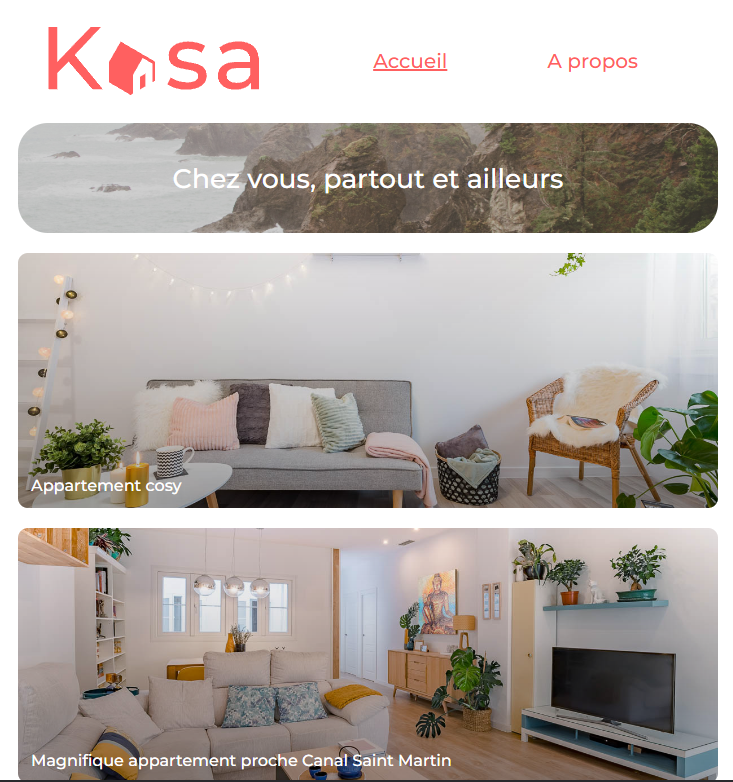 Kasa
Accueil
A propos
Chez vous, partout et ailleurs
Appartement cosy
Magnifique appartement proche Canal Saint Martin